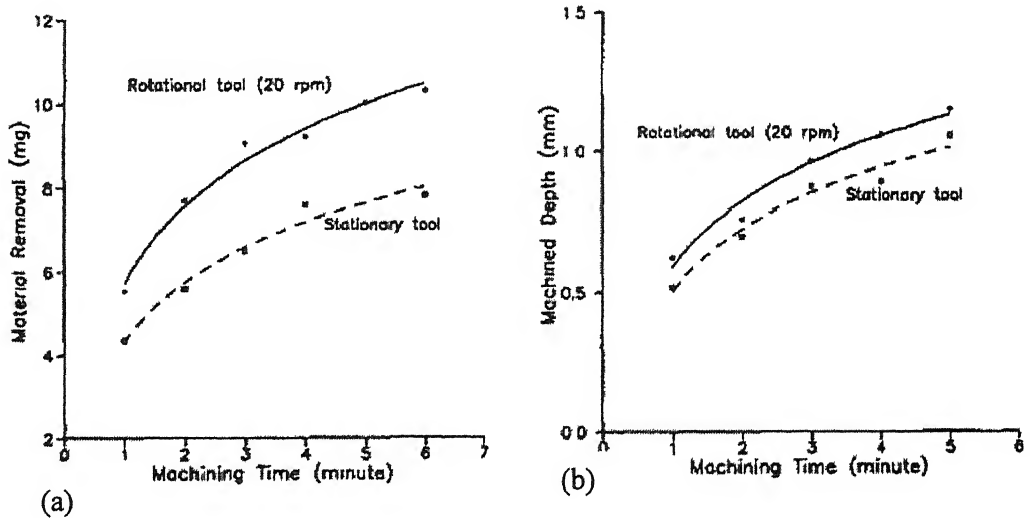 12
10
8
6
4
2
0 1 2 3 4 5 6 7
Material Removal (mg)
Rotational tool (20 rpm)
Stationary tool
Machining Time (minute)
(a)
1.5
1.0
0.5
0.0
0 1 2 3 4 5 6
Machined Depth (mm)
Rotational tool (20 rpm)
Stationary tool
Machining Time (minute)
(b)